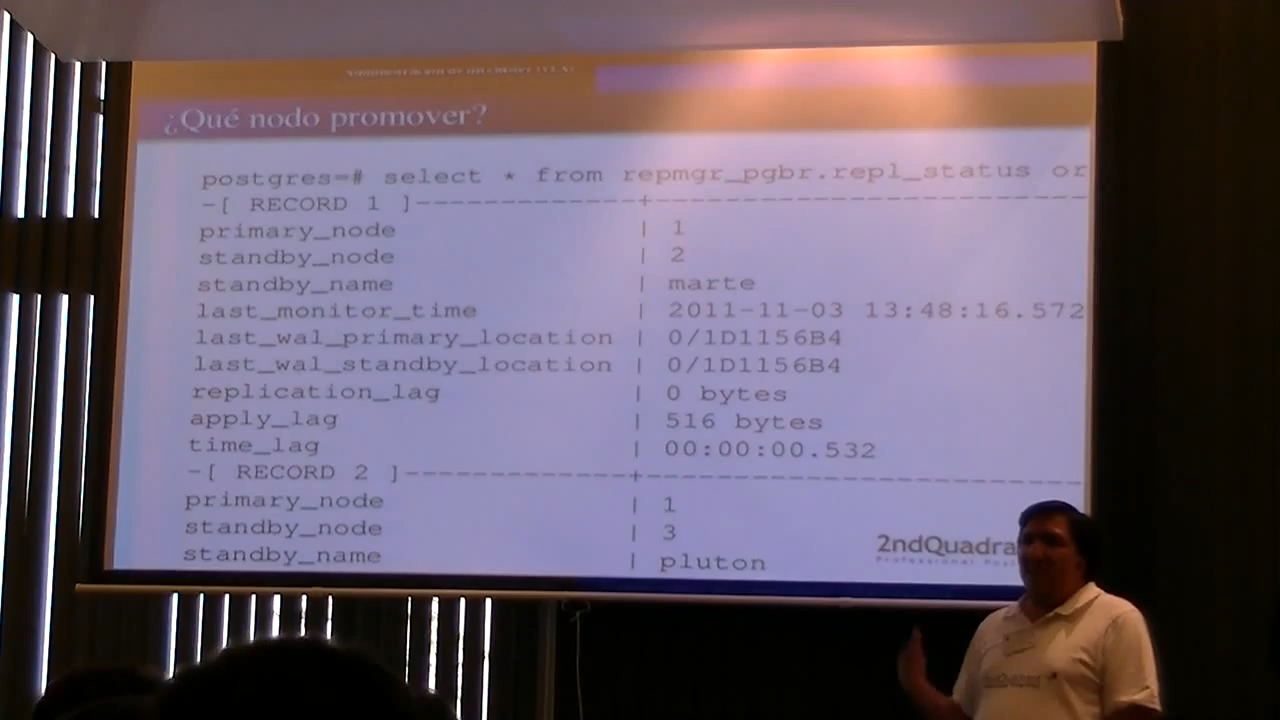 ¿Qué nodo promover?
postgres=# select * from repmgr_pgbr.repl_status or
-[ RECORD 1 ]-------------+------------------------------
primary_node | 1
standby_node | 2
standby_name | marte
last_monitor_time | 2011-11-03 13:48:16.572
last_wal_primary_location | 0/1D1156B4
last_wal_standby_location | 0/1D1156B4
replication_lag | 0 bytes
apply_lag | 516 bytes
time_lag | 00:00:00.532
-[ RECORD 2 ]-------------+------------------------------
primary_node | 1
standby_node | 3
standby_name | pluton
2ndQuadra
Professional Pos